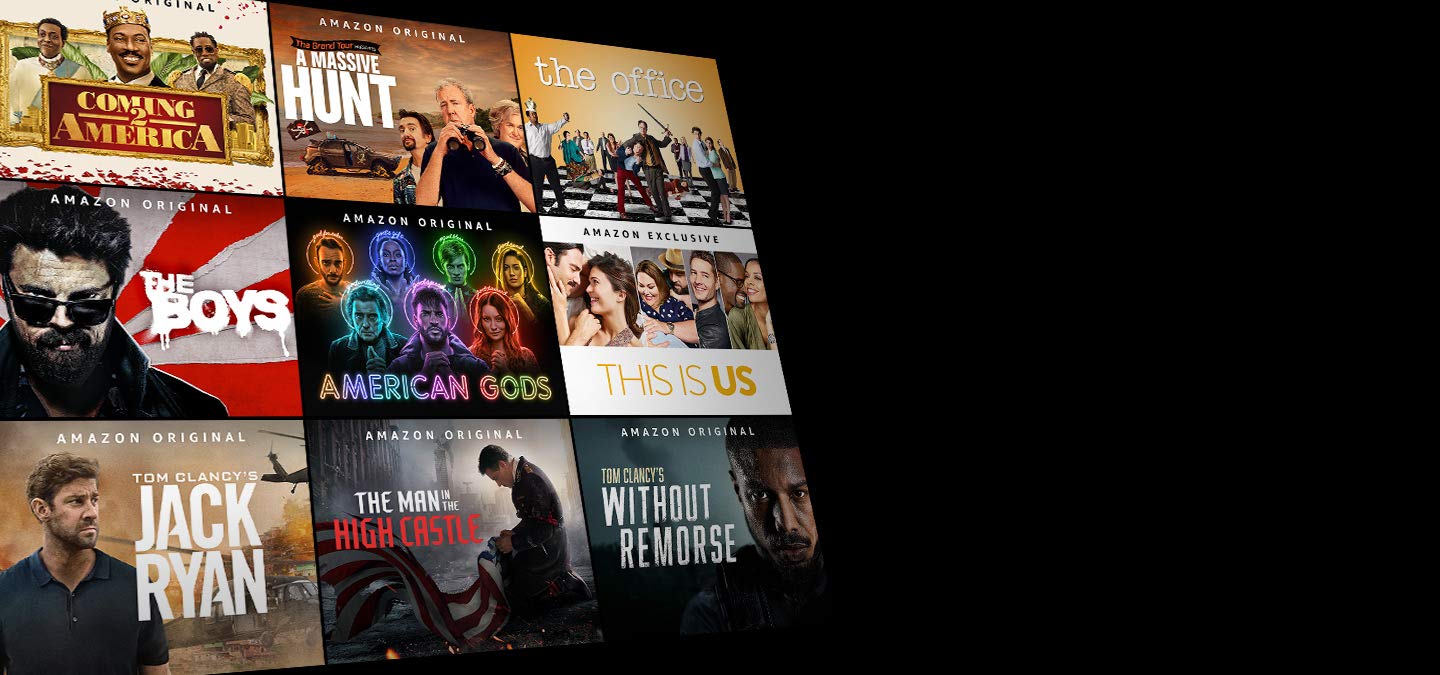 ORIGINAL
COMING
2
AMERICA
AMAZON ORIGINAL
The Grand Tour PRESENTS
A MASSIVE
HUNT
the office
AMAZON ORIGINAL
THE
BOYS
AMAZON ORIGINAL
AMERICAN GODS
AMAZON EXCLUSIVE
THIS IS US
AMAZON ORIGINAL
TOM CLANCY'S
JACK
RYAN
AMAZON ORIGINAL
THE MAN IN THE
HIGH CASTLE
AMAZON ORIGINAL
TOM CLANCY'S
WITHOUT
REMORSE